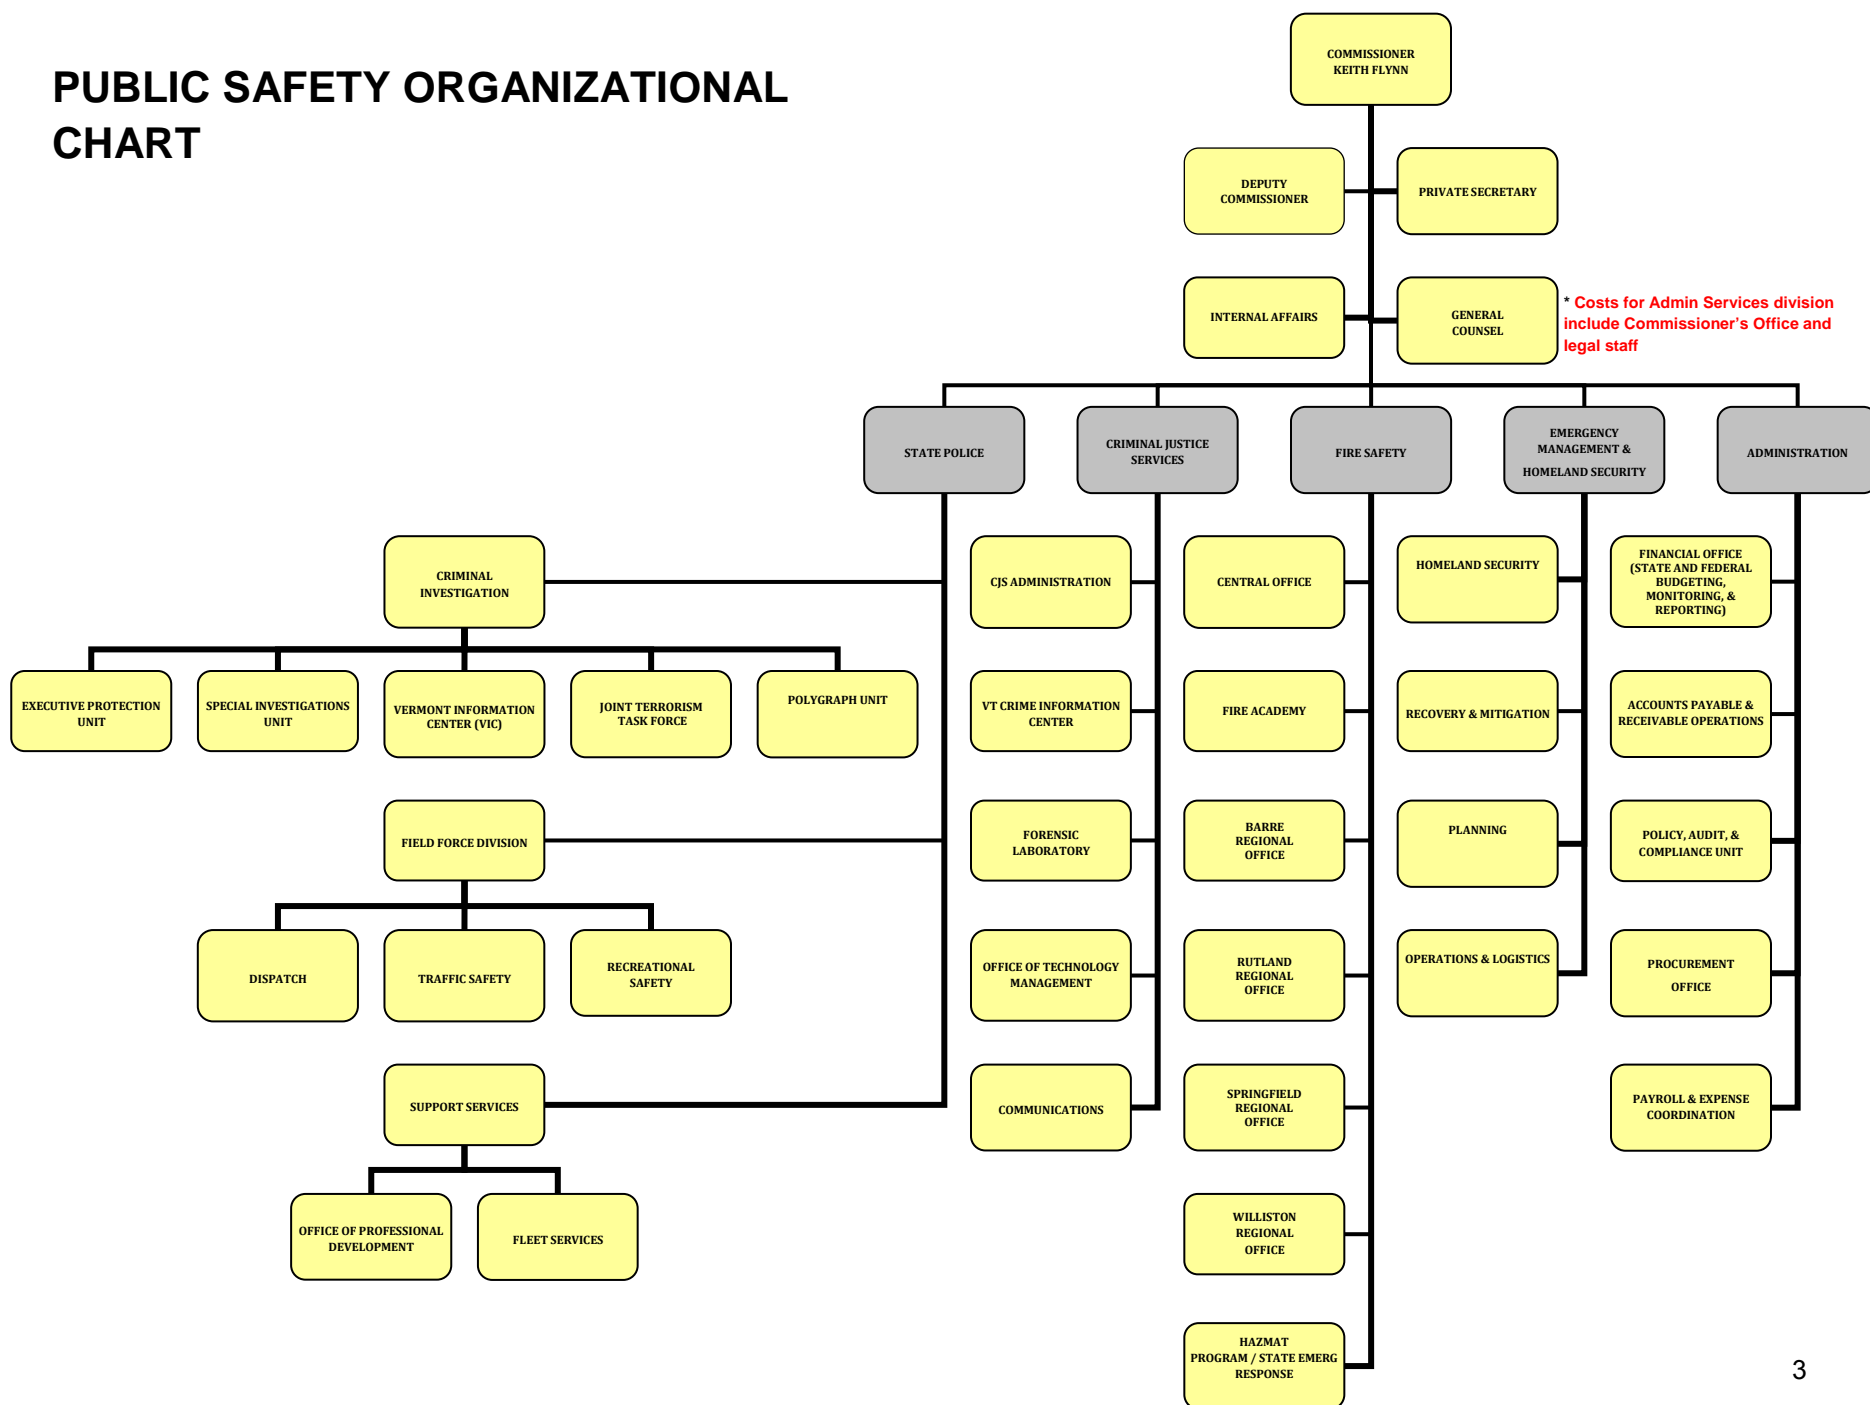 PUBLIC SAFETY ORGANIZATIONAL
CHART
COMMISSIONER
KEITH FLYNN
DEPUTY
COMMISSIONER
PRIVATE SECRETARY
INTERNAL AFFAIRS
GENERAL
COUNSEL
* Costs for Admin Services division
include Commissioner's Office and
legal staff
STATE POLICE
CRIMINAL JUSTICE
SERVICES
FIRE SAFETY
EMERGENCY
MANAGEMENT &
HOMELAND SECURITY
ADMINISTRATION
CRIMINAL
INVESTIGATION
CJS ADMINISTRATION
CENTRAL OFFICE
HOMELAND SECURITY
FINANCIAL OFFICE
(STATE AND FEDERAL
BUDGETING,
MONITORING, &
REPORTING)
EXECUTIVE PROTECTION
UNIT
SPECIAL INVESTIGATIONS
UNIT
VERMONT INFORMATION
CENTER (VIC)
JOINT TERRORISM
TASK FORCE
POLYGRAPH UNIT
VT CRIME INFORMATION
CENTER
FIRE ACADEMY
RECOVERY & MITIGATION
ACCOUNTS PAYABLE &
RECEIVABLE OPERATIONS
FIELD FORCE DIVISION
FORENSIC
LABORATORY
BARRE
REGIONAL
OFFICE
PLANNING
POLICY, AUDIT, &
COMPLIANCE UNIT
DISPATCH
TRAFFIC SAFETY
RECREATIONAL
SAFETY
OFFICE OF TECHNOLOGY
MANAGEMENT
RUTLAND
REGIONAL
OFFICE
OPERATIONS & LOGISTICS
PROCUREMENT
OFFICE
SUPPORT SERVICES
COMMUNICATIONS
SPRINGFIELD
REGIONAL
OFFICE
PAYROLL & EXPENSE
COORDINATION
OFFICE OF PROFESSIONAL
DEVELOPMENT
FLEET SERVICES
WILLISTON
REGIONAL
OFFICE
HAZMAT
PROGRAM / STATE EMERG
RESPONSE
3